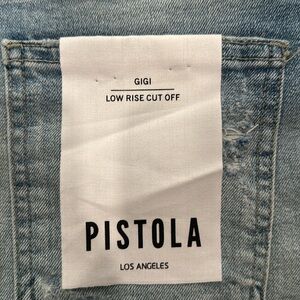 GIGI
LOW RISE CUT OFF
PISTOLA
LOS ANGELES